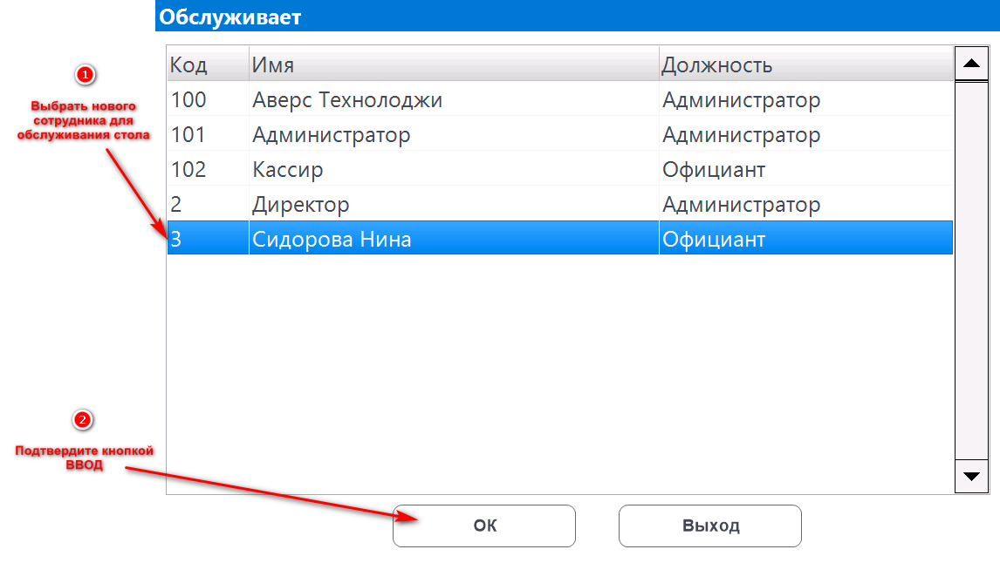 Обслуживает
Код Имя Должность
1
Выбрать нового
сотрудника для
обслуживания стола
100 Аверс Технолоджи Администратор
101 Администратор Администратор
102 Кассир Официант
2 Директор Администратор
3 Сидорова Нина Официант
2
Подтвердите кнопкой
ВВОД
ОК Выход